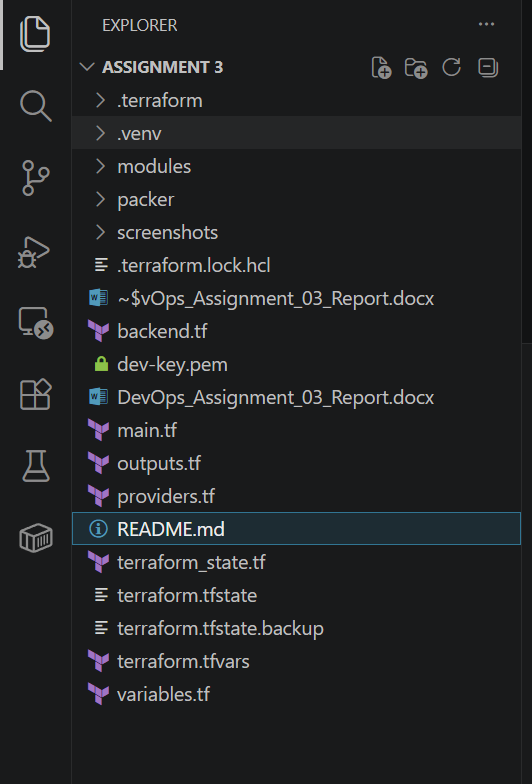 EXPLORER
ASSIGNMENT 3
.terraform
.venv
modules
packer
screenshots
.terraform.lock.hcl
~$vOps_Assignment_03_Report.docx
backend.tf
dev-key.pem
DevOps_Assignment_03_Report.docx
main.tf
outputs.tf
providers.tf
README.md
terraform_state.tf
terraform.tfstate
terraform.tfstate.backup
terraform.tfvars
variables.tf